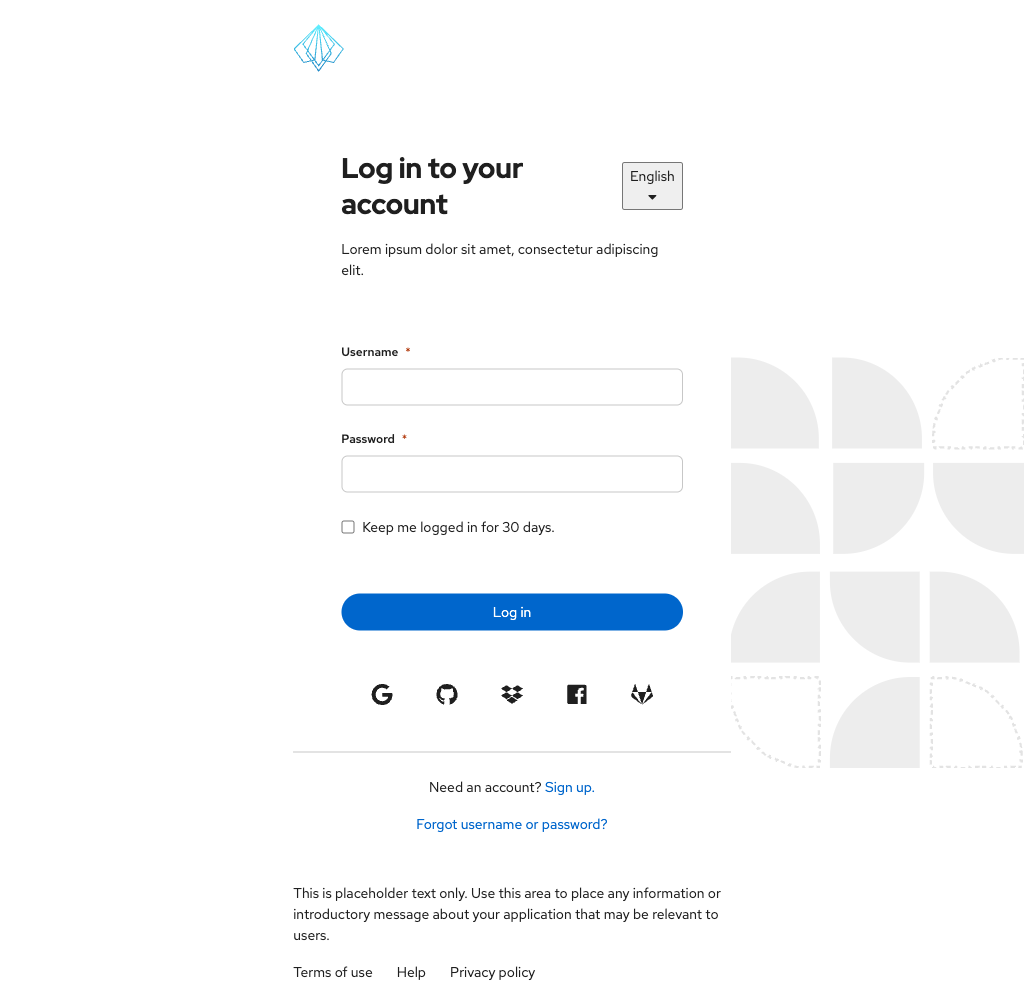 Log in to your
account
English
Lorem ipsum dolor sit amet, consectetur adipiscing
elit.
Username *
Password *
Keep me logged in for 30 days.
Log in
Need an account? Sign up.
Forgot username or password?
This is placeholder text only. Use this area to place any information or
introductory message about your application that may be relevant to
users.
Terms of use Help Privacy policy